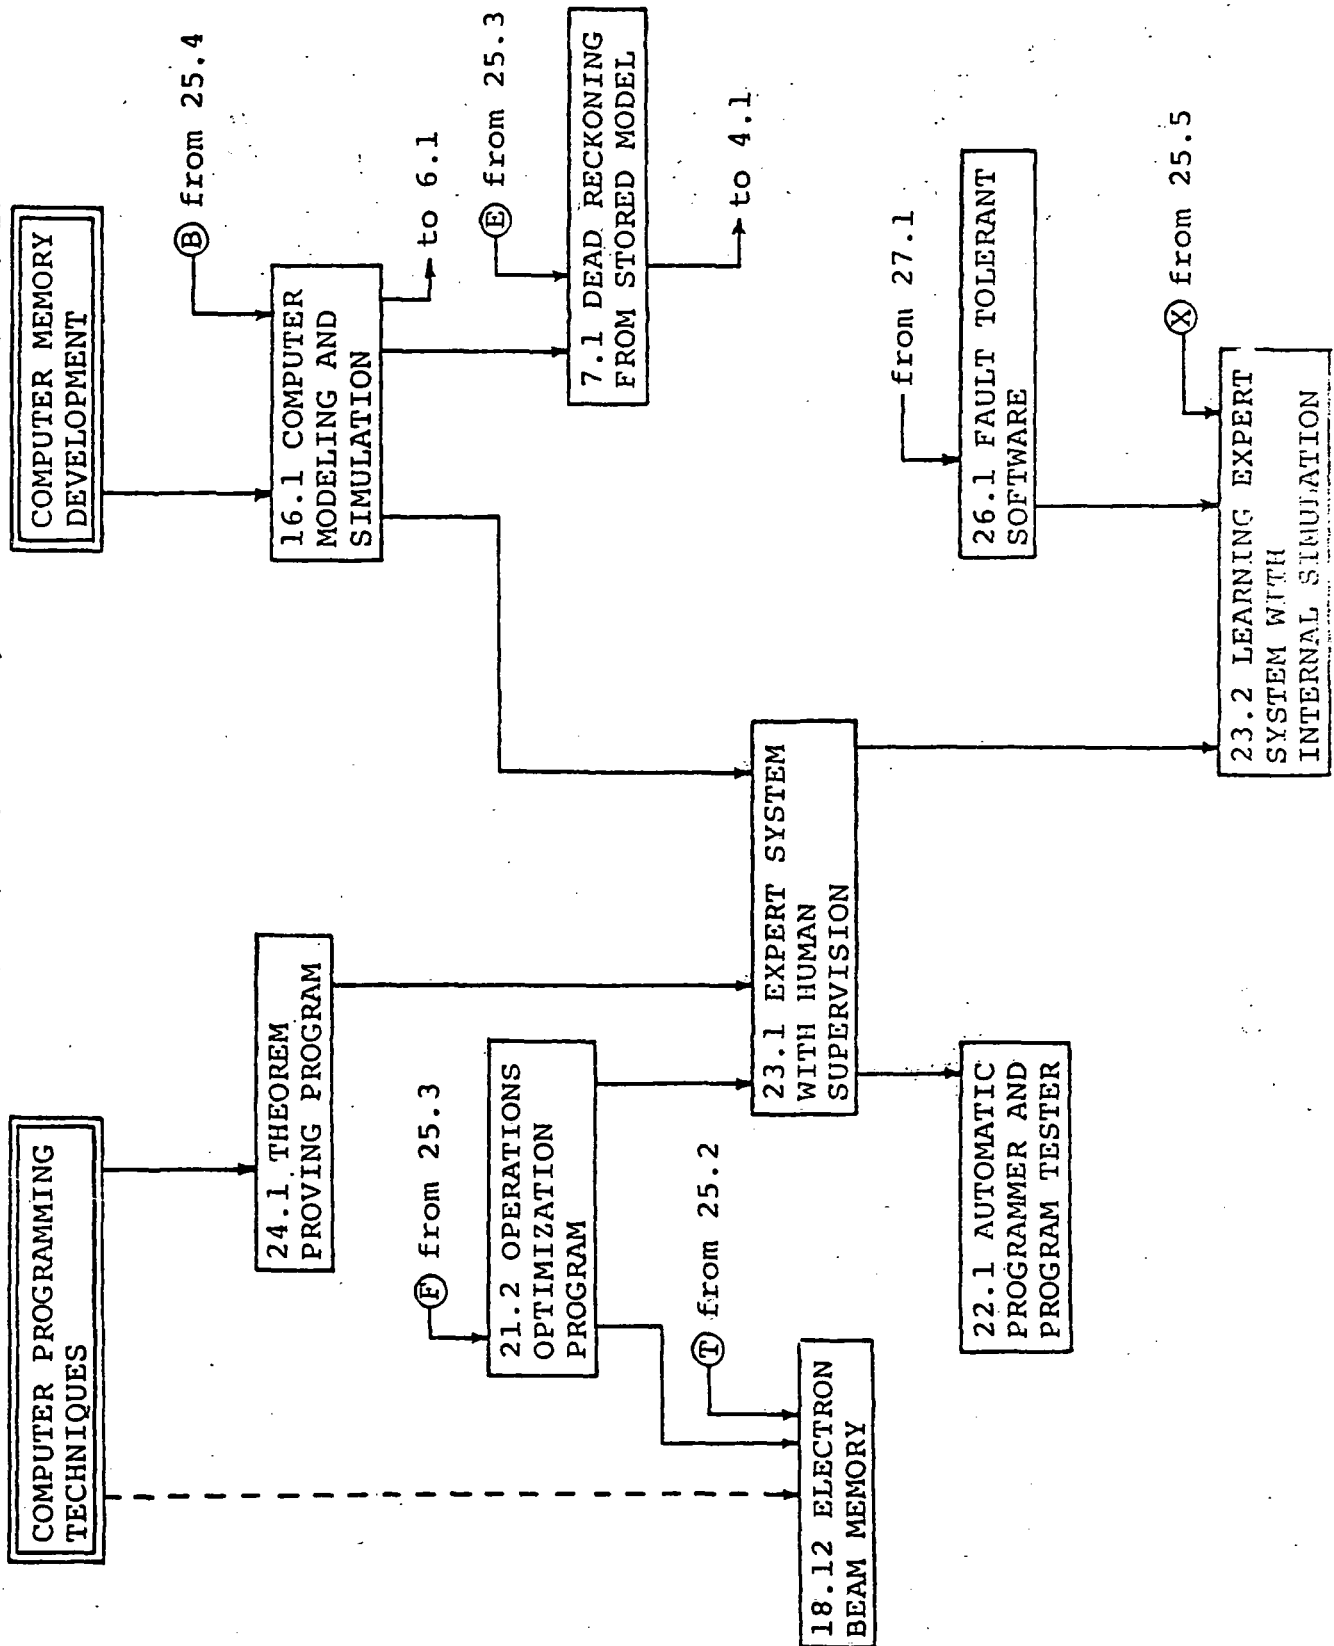 COMPUTER PROGRAMMING
TECHNIQUES
COMPUTER MEMORY
DEVELOPMENT
B from 25.4
24.1 THEOREM
PROVING PROGRAM
16.1 COMPUTER
MODELING AND
SIMULATION
to 6.1
F from 25.3
E from 25.3
21.2 OPERATIONS
OPTIMIZATION
PROGRAM
7.1 DEAD RECKONING
FROM STORED MODEL
T from 25.2
to 4.1
18.12 ELECTRON
BEAM MEMORY
23.1 EXPERT SYSTEM
WITH HUMAN
SUPERVISION
from 27.1
22.1 AUTOMATIC
PROGRAMMER AND
PROGRAM TESTER
26.1 FAULT TOLERANT
SOFTWARE
X from 25.5
23.2 LEARNING EXPERT
SYSTEM WITH
INTERNAL SIMULATION